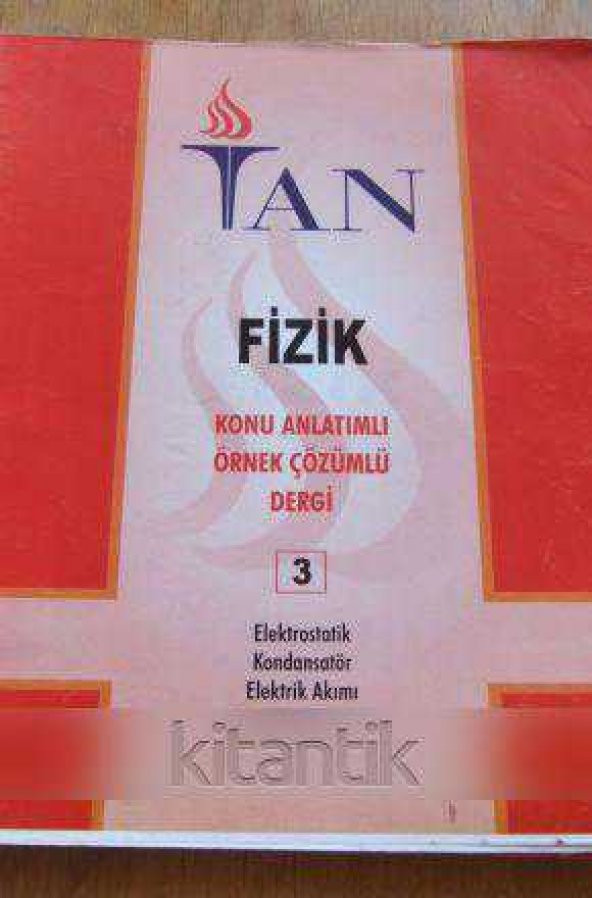 TAN
FİZİK
KONU ANLATIMLI
ÖRNEK ÇÖZÜMLÜ
DERGİ
3
Elektrostatik
Kondansatör
Elektrik Akımı
kitantik